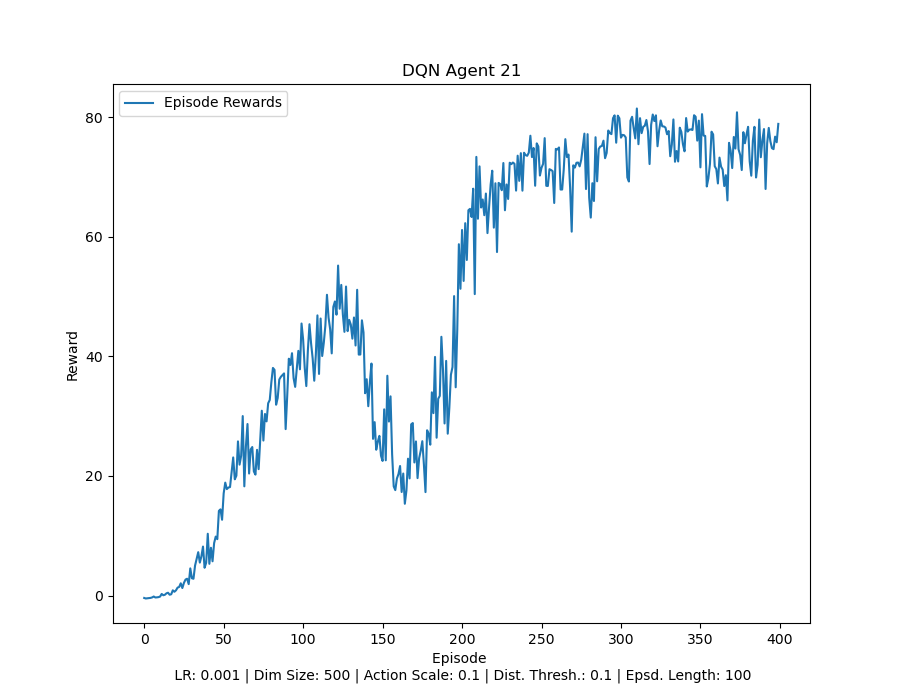 DQN Agent 21
Episode Rewards
80
60
40
20
0
Reward
0 50 100 150 200 250 300 350 400
Episode
LR: 0.001 | Dim Size: 500 | Action Scale: 0.1 | Dist. Thresh.: 0.1 | Epsd. Length: 100